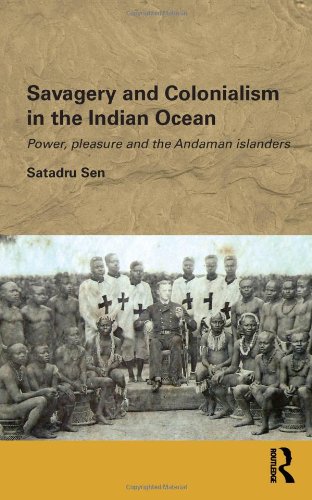 Savagery and Colonialism
in the Indian Ocean
Power, pleasure and the Andaman islanders
Satadru Sen
ROUTLEDGE